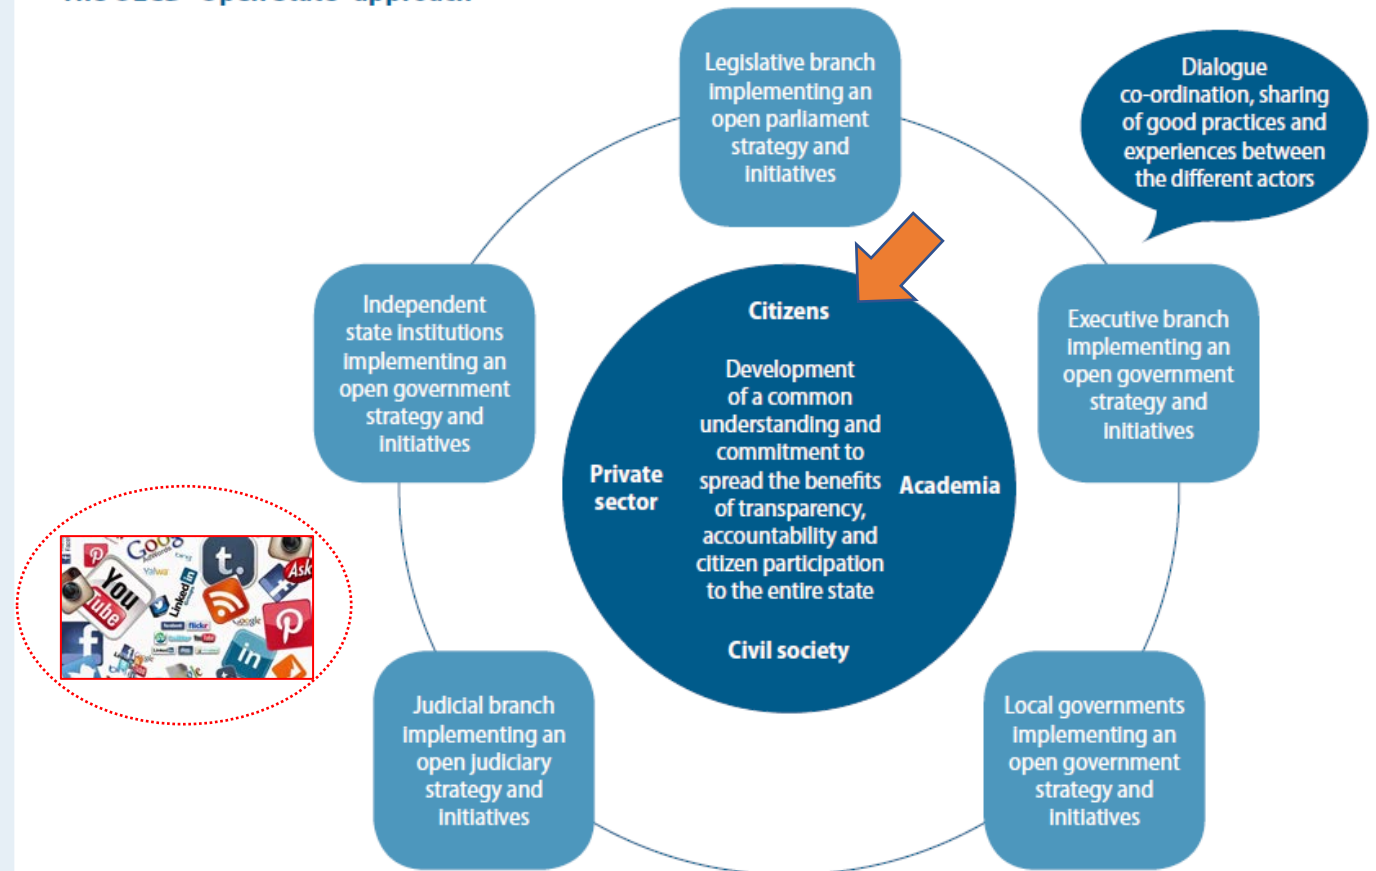 Legislative branch
implementing an
open parliament
strategy and
initiatives
Dialogue
co-ordination, sharing
of good practices and
experiences between
the different actors
Independent
state institutions
implementing an
open government
strategy and
initiatives
Citizens
Development
of a common
understanding and
commitment to
spread the benefits
of transparency,
accountability and
citizen participation
to the entire state
Private
sector
Academia
Civil society
Executive branch
implementing an
open government
strategy and
initiatives
You
Tube
Linked in
t.
Ask
flickr
in
Judicial branch
implementing an
open judiciary
strategy and
initiatives
Local governments
implementing an
open government
strategy and
initiatives